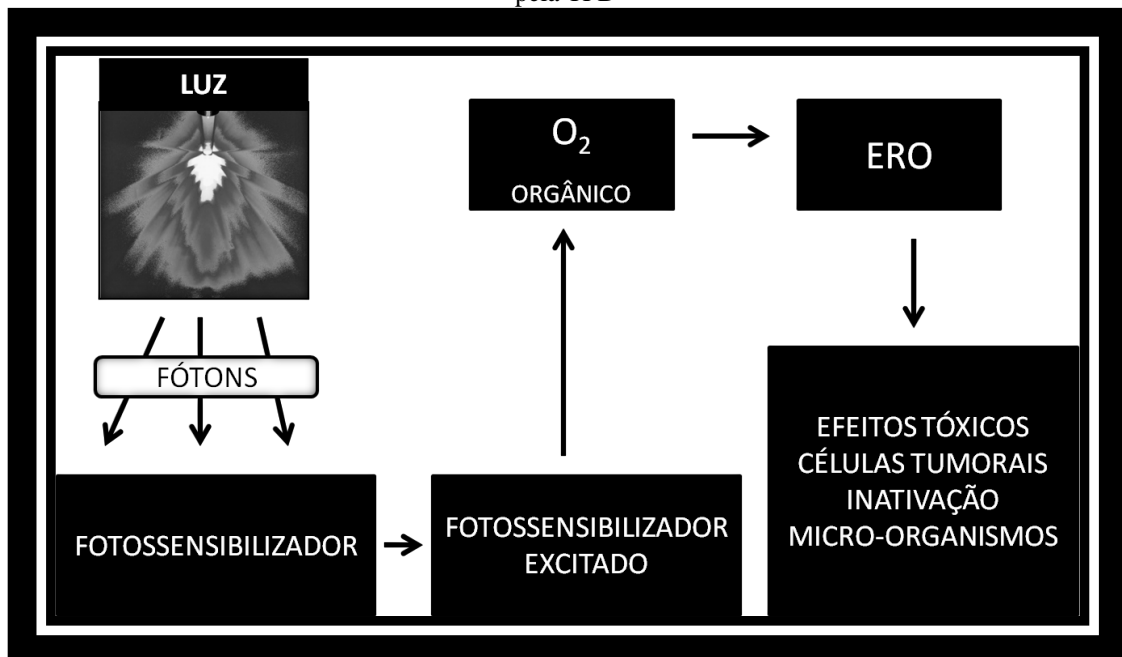 LUZ
FÓTONS
FOTOSSENSIBILIZADOR
FOTOSSENSIBILIZADOR
EXCITADO
O₂
ORGÂNICO
ERO
EFEITOS TÓXICOS
CÉLULAS TUMORAIS
INATIVAÇÃO
MICRO-ORGANISMOS